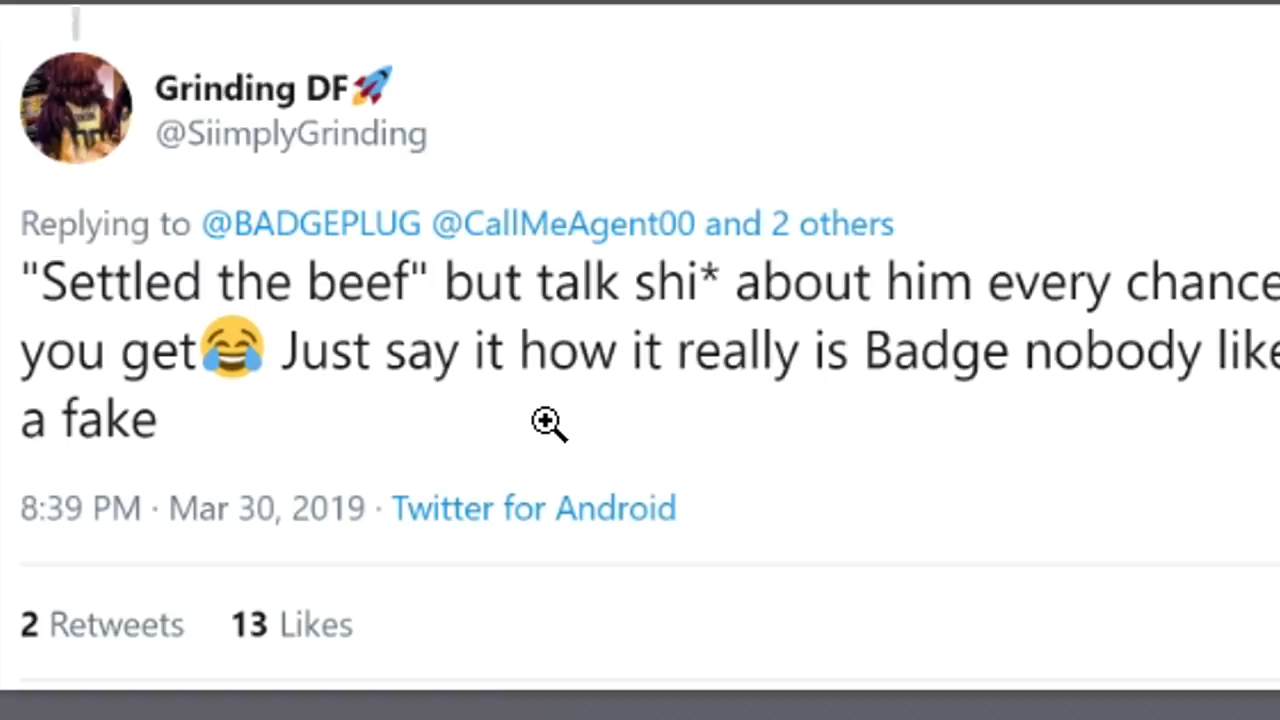 Grinding DF🚀
@SiimplyGrinding
Replying to @BADGEPLUG @CallMeAgent00 and 2 others
"Settled the beef" but talk shi* about him every chance
you get😂 Just say it how it really is Badge nobody like
a fake
8:39 PM · Mar 30, 2019 · Twitter for Android
2 Retweets 13 Likes